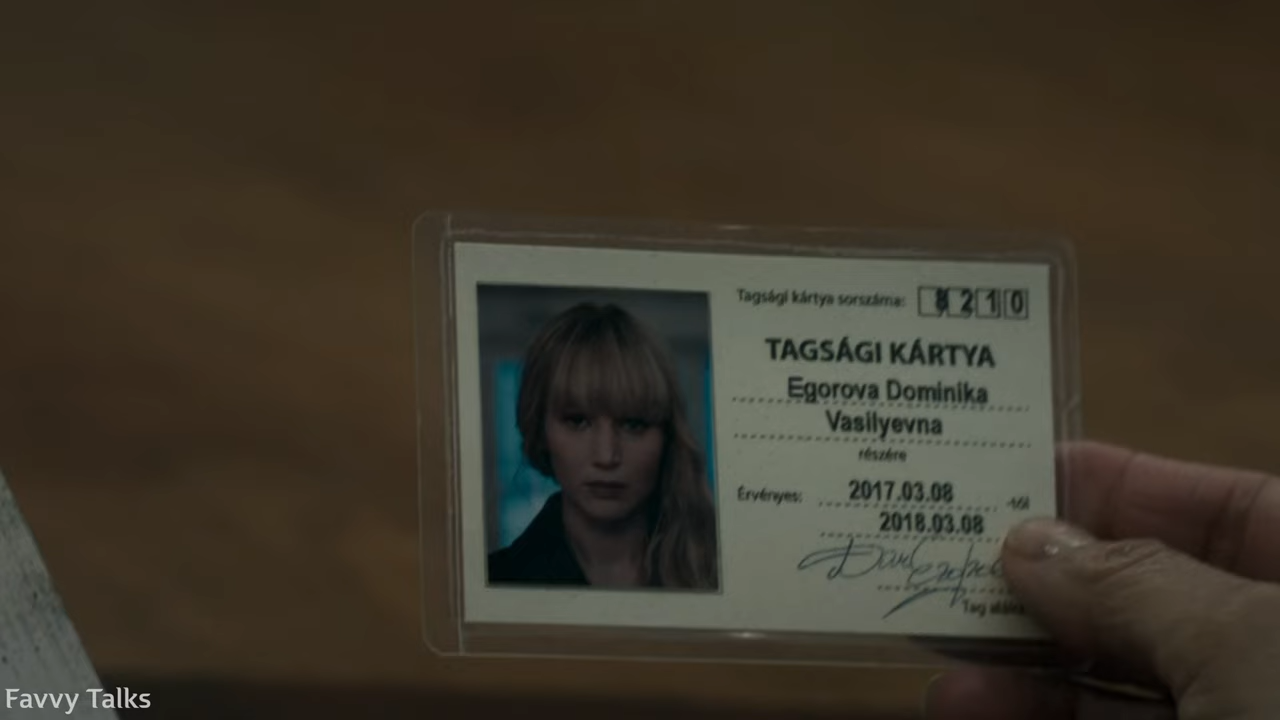 Tagsági kártya sorszáma: 8210
TAGSÁGI KÁRTYA
Egorova Dominika
Vasilyevna
részére
Érvényes: 2017.03.08 -tól
2018.03.08
Tag
Favvy Talks